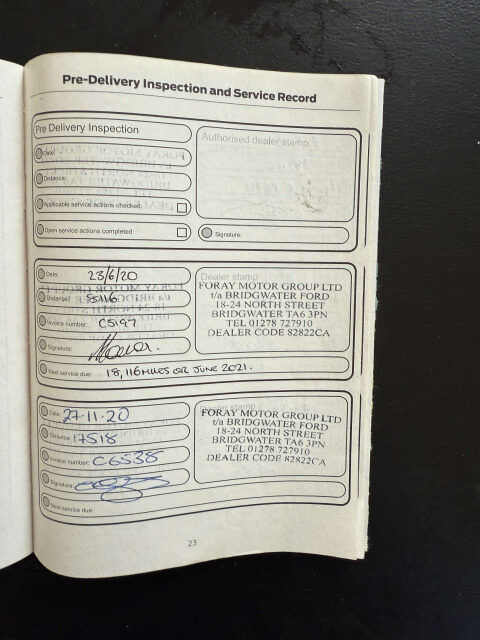 Pre-Delivery Inspection and Service Record
Pre Delivery Inspection
Authorised dealer stamp
Date:
Distance:
Applicable service actions checked:
Open service actions completed:
Signature:
Date: 23/6/20
Dealer stamp
FORAY MOTOR GROUP LTD
t/a BRIDGWATER FORD
18-24 NORTH STREET
BRIDGWATER TA6 3PN
TEL 01278 727910
DEALER CODE 82822CA
Distance: 8,116
Invoice number: C5197
Signature:
Next service due: 18,116 MILES OR JUNE 2021.
Date: 27-11-20
stamp
FORAY MOTOR GROUP LTD
t/a BRIDGWATER FORD
18-24 NORTH STREET
BRIDGWATER TA6 3PN
TEL 01278 727910
DEALER CODE 82822CA
Distance: 17518
Invoice number: C6538
Signature:
Next service due:
23